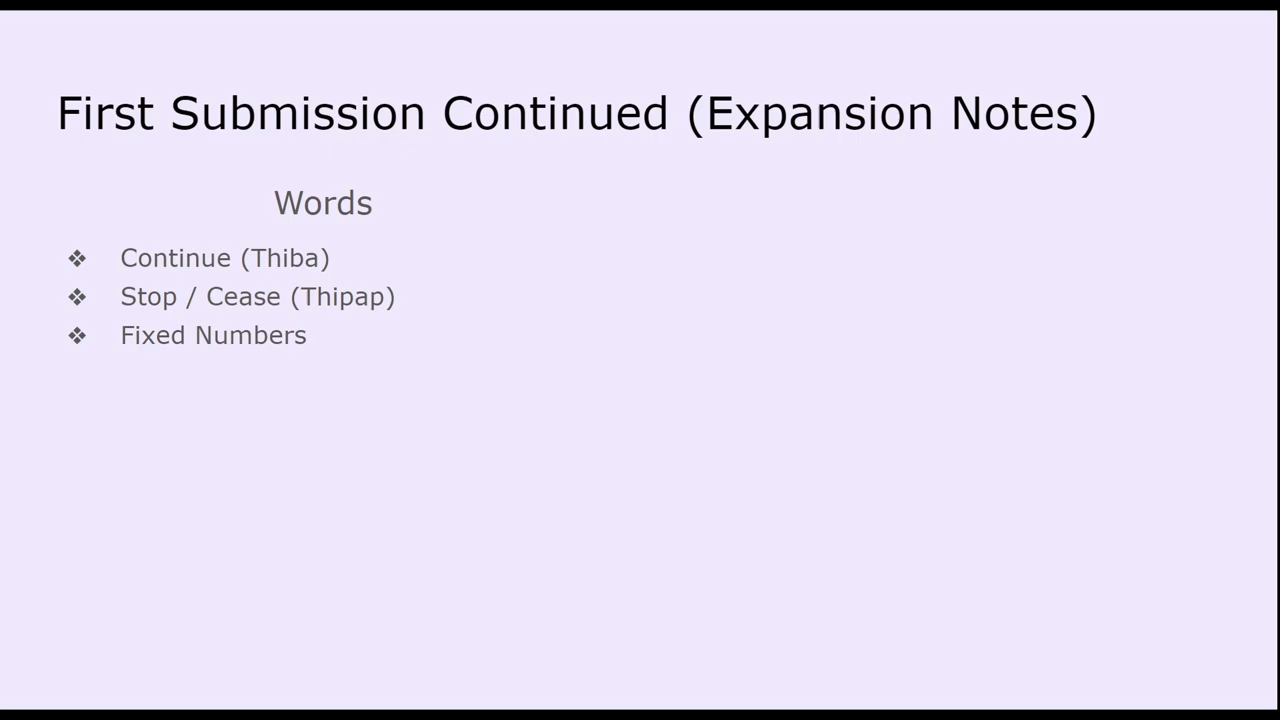 First Submission Continued (Expansion Notes)
Words
❖ Continue (Thiba)
❖ Stop / Cease (Thipap)
❖ Fixed Numbers